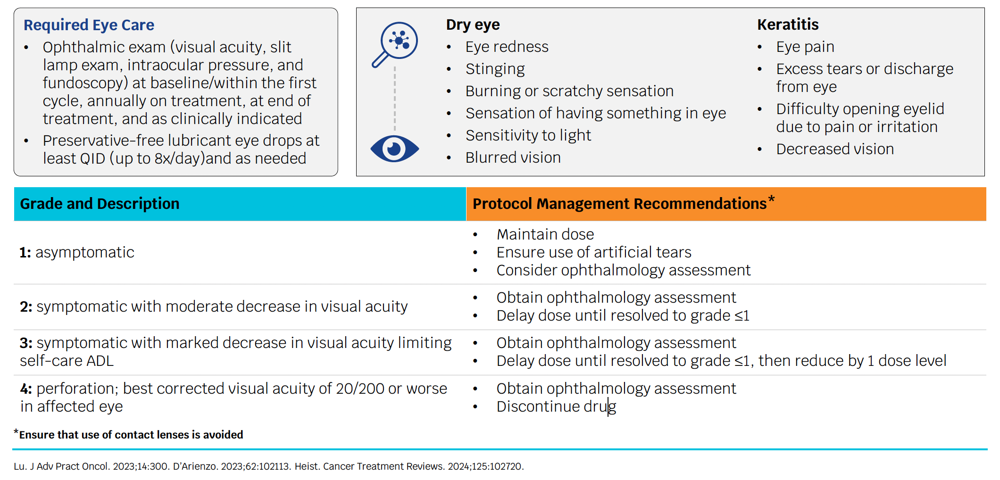 Required Eye Care
• Ophthalmic exam (visual acuity, slit
lamp exam, intraocular pressure, and
fundoscopy) at baseline/within the first
cycle, annually on treatment, at end of
treatment, and as clinically indicated
• Preservative-free lubricant eye drops at
least QID (up to 8x/day)and as needed
Dry eye
• Eye redness
• Stinging
• Burning or scratchy sensation
• Sensation of having something in eye
• Sensitivity to light
• Blurred vision
Keratitis
• Eye pain
• Excess tears or discharge
from eye
• Difficulty opening eyelid
due to pain or irritation
• Decreased vision
Grade and Description
Protocol Management Recommendations*
1: asymptomatic
• Maintain dose
• Ensure use of artificial tears
• Consider ophthalmology assessment
2: symptomatic with moderate decrease in visual acuity
• Obtain ophthalmology assessment
• Delay dose until resolved to grade ≤1
3: symptomatic with marked decrease in visual acuity limiting
self-care ADL
• Obtain ophthalmology assessment
• Delay dose until resolved to grade ≤1, then reduce by 1 dose level
4: perforation; best corrected visual acuity of 20/200 or worse
in affected eye
• Obtain ophthalmology assessment
• Discontinue drug
*Ensure that use of contact lenses is avoided
Lu. J Adv Pract Oncol. 2023;14:300. D’Arienzo. 2023;62:102113. Heist. Cancer Treatment Reviews. 2024;125:102720.